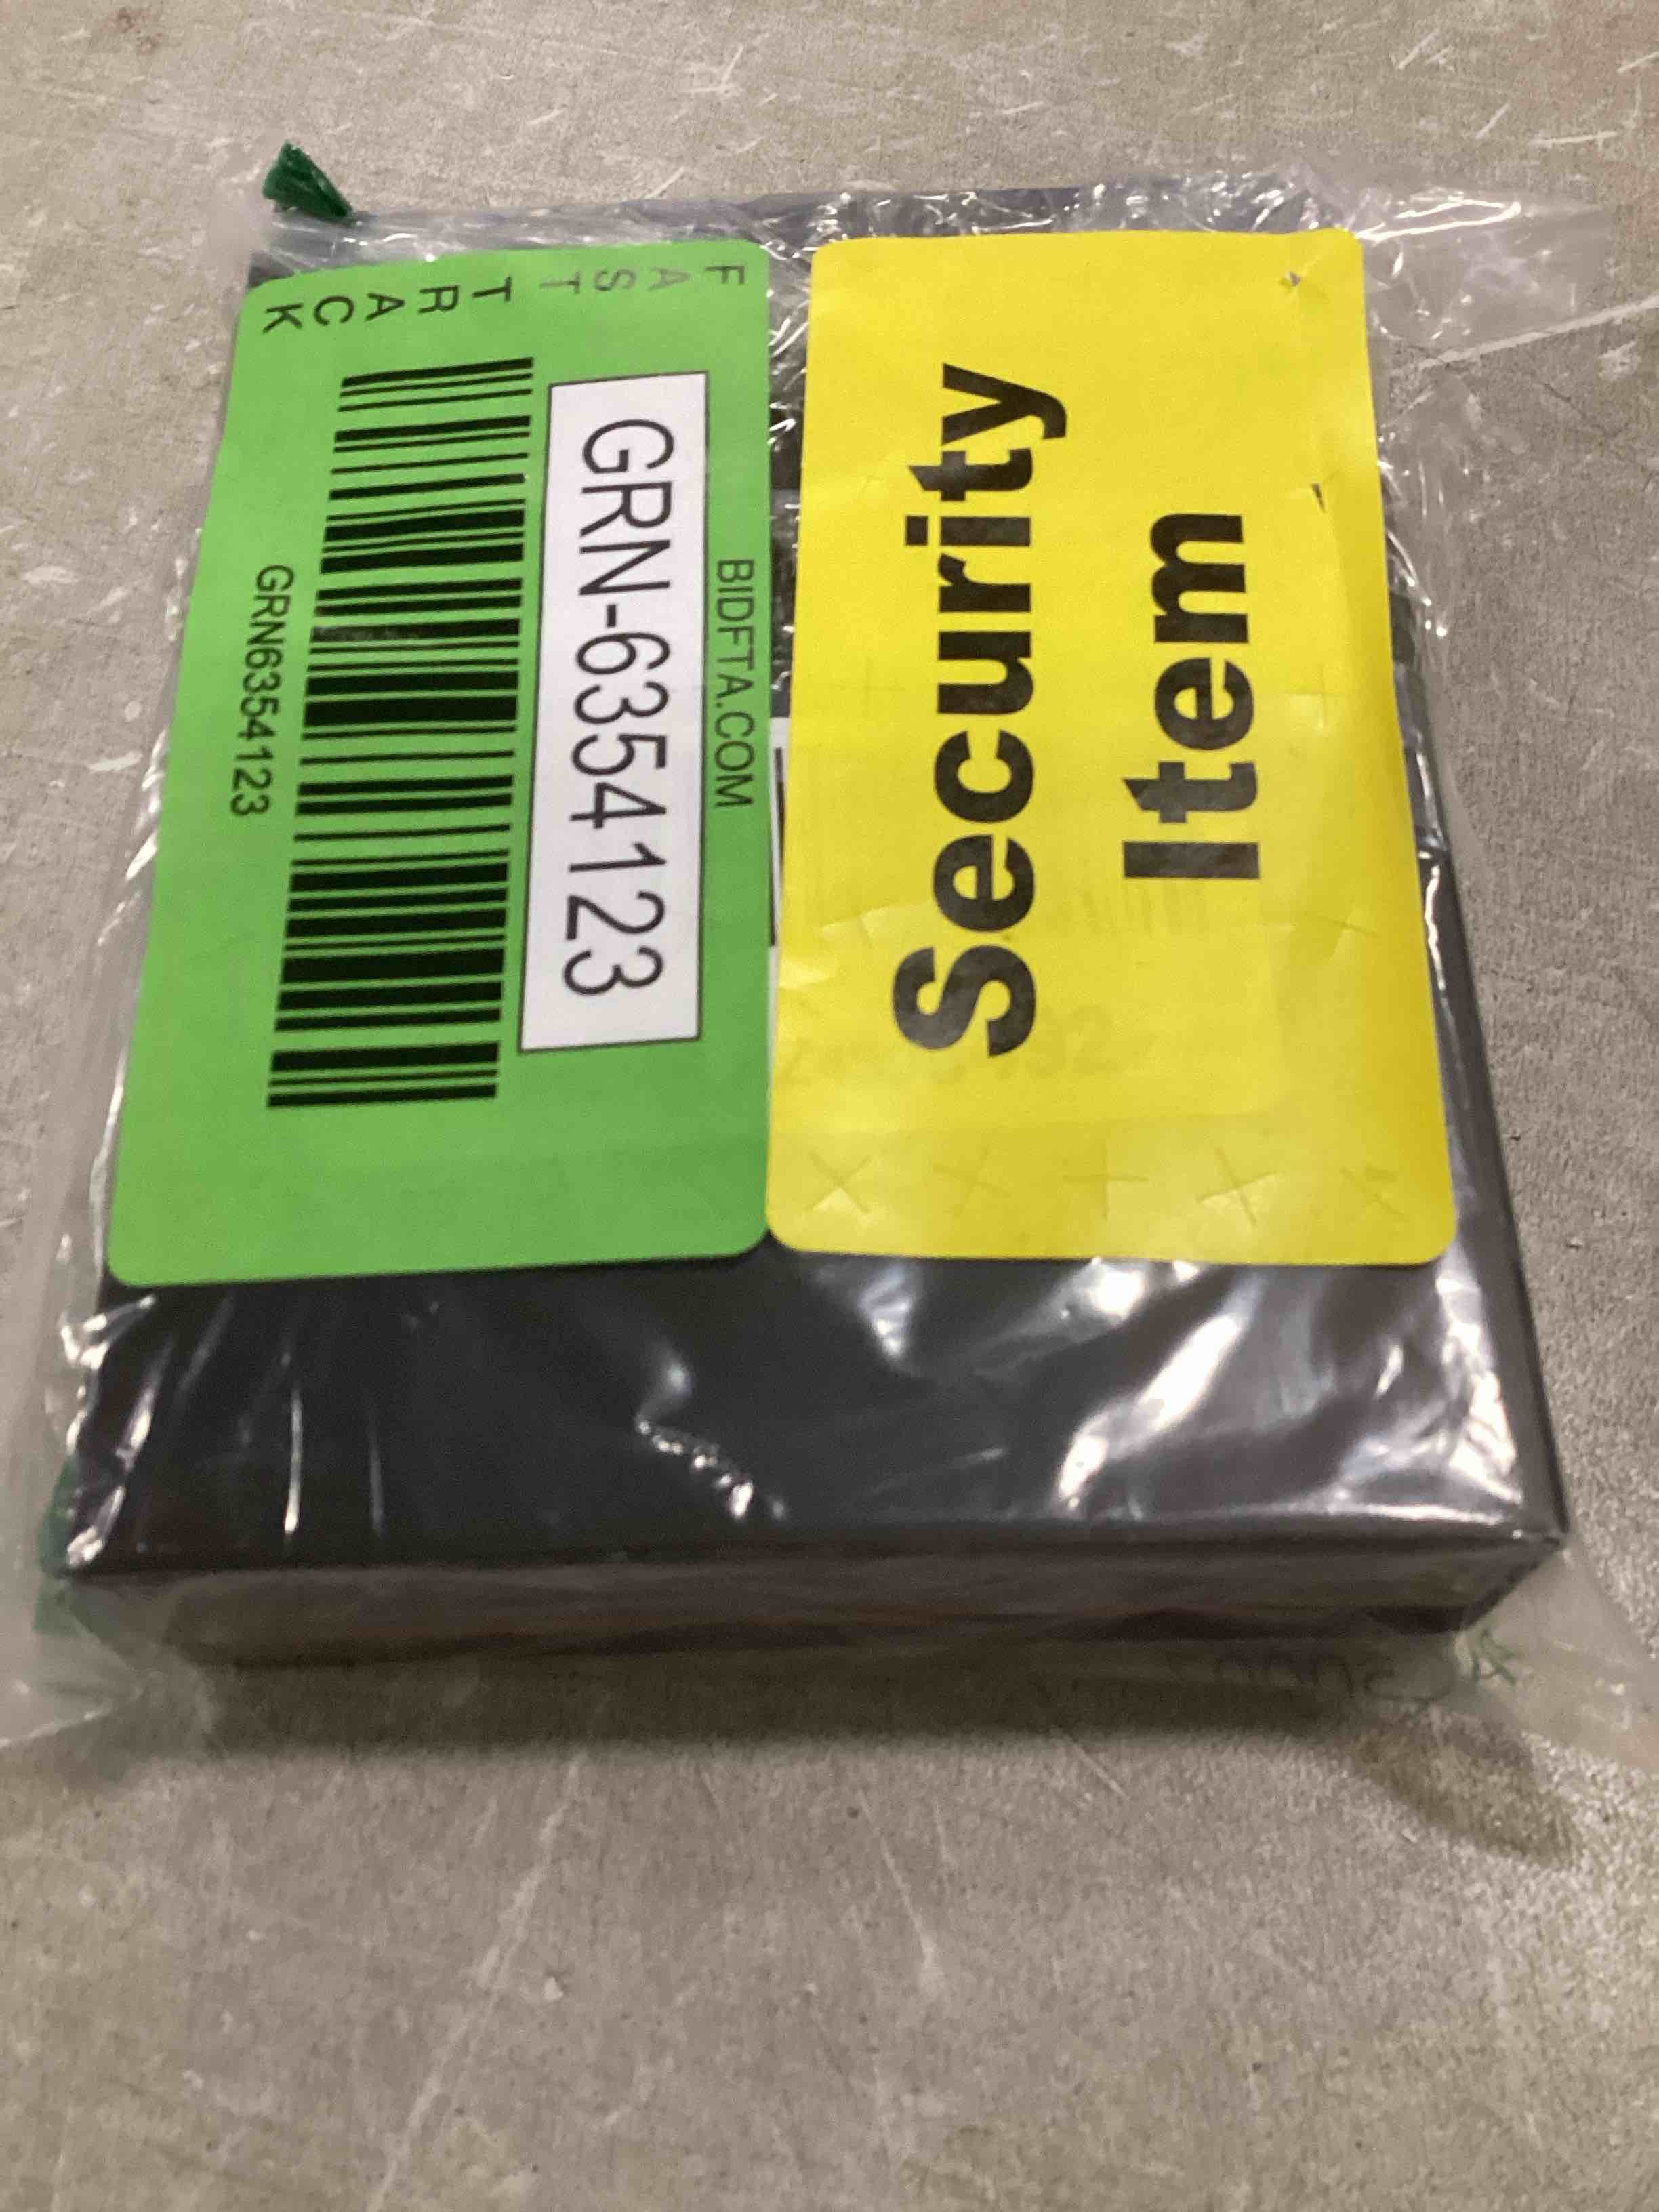 FAST TRACK
BIDFTA.COM
GRN-6354123
GRN6354123
Security
Item